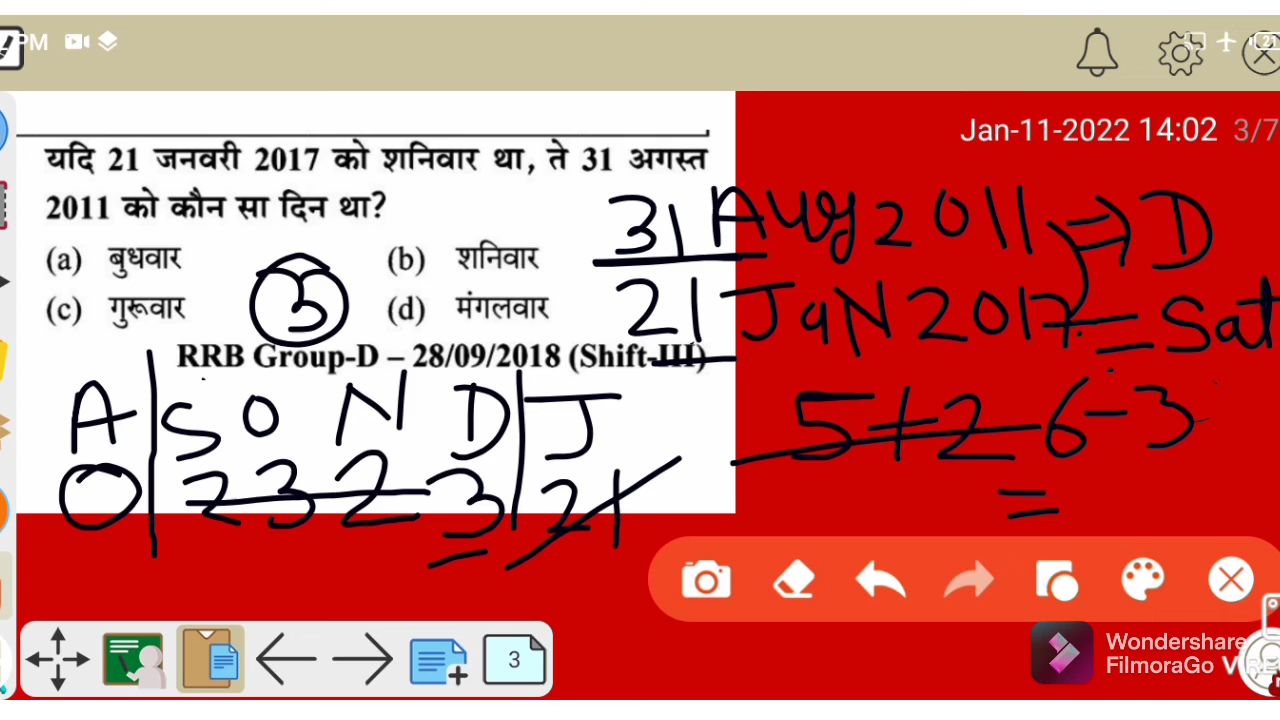 PM
21
Jan-11-2022 14:02 3/7
यदि 21 जनवरी 2017 को शनिवार था, ते 31 अगस्त
2011 को कौन सा दिन था?
(a) बुधवार (b) शनिवार
(c) गुरूवार (d) मंगलवार
RRB Group-D – 28/09/2018 (Shift-III)
31 Aug 2011 ⇒ D
21 JaN 2017 = Sat
3
5+2 6-3
=
A | S O N D | J
0 2 3 2 3 21
3
Wondershare
FilmoraGo